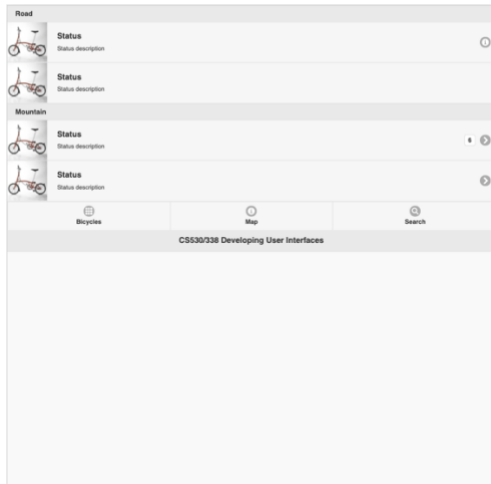 Road
Status
Status description
Status
Status description
Mountain
Status
Status description
6
Status
Status description
Bicycles
Map
Search
CS530/338 Developing User Interfaces